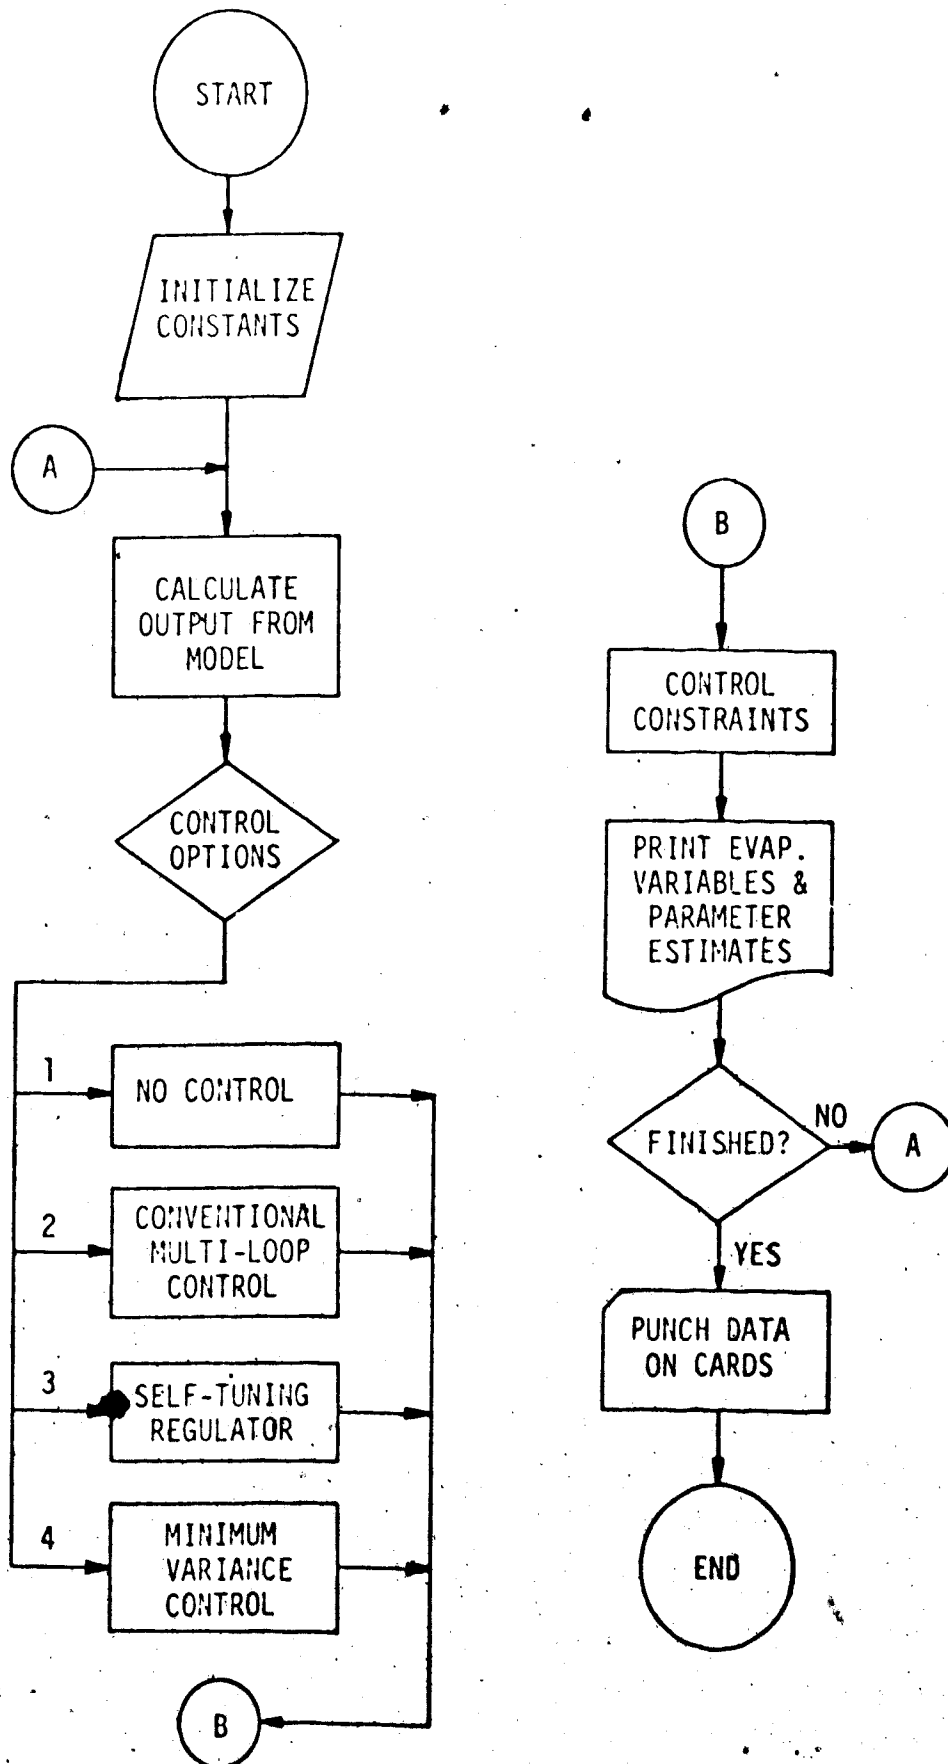 START
INITIALIZE
CONSTANTS
A
CALCULATE
OUTPUT FROM
MODEL
CONTROL
OPTIONS
1
NO CONTROL
2
CONVENTIONAL
MULTI-LOOP
CONTROL
3
SELF-TUNING
REGULATOR
4
MINIMUM
VARIANCE
CONTROL
B
B
CONTROL
CONSTRAINTS
PRINT EVAP.
VARIABLES &
PARAMETER
ESTIMATES
FINISHED?
NO
A
YES
PUNCH DATA
ON CARDS
END